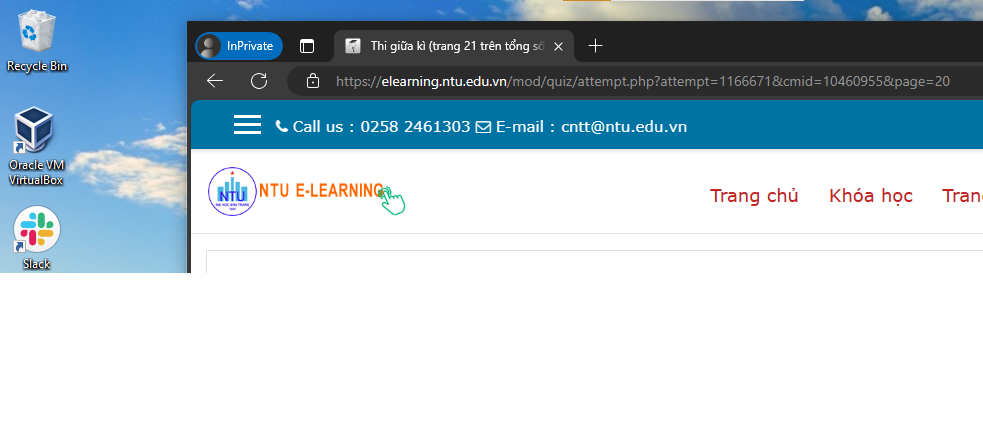 Recycle Bin
Oracle VM
VirtualBox
Slack
InPrivate
Thi giữa kì (trang 21 trên tổng số
https://elearning.ntu.edu.vn/mod/quiz/attempt.php?attempt=1166671&cmid=10460955&page=20
Call us : 0258 2461303 E-mail : cntt@ntu.edu.vn
NTU
NTU E-LEARNING
Trang chủ Khóa học Tran